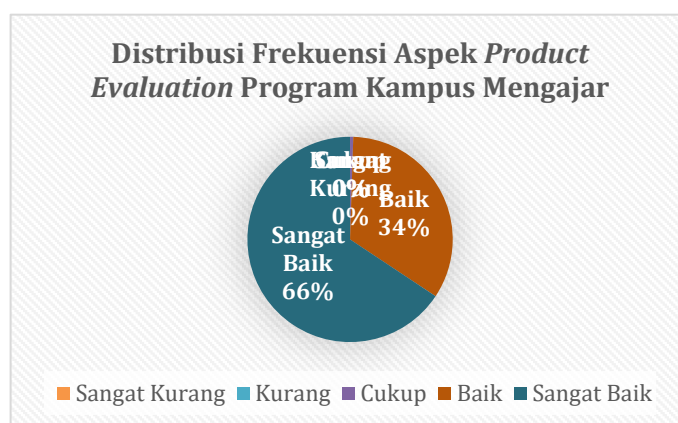 Distribusi Frekuensi Aspek Product
Evaluation Program Kampus Mengajar
Kurang
0%
Baik
34%
Sangat
Baik
66%
Sangat Kurang
Kurang
Cukup
Baik
Sangat Baik